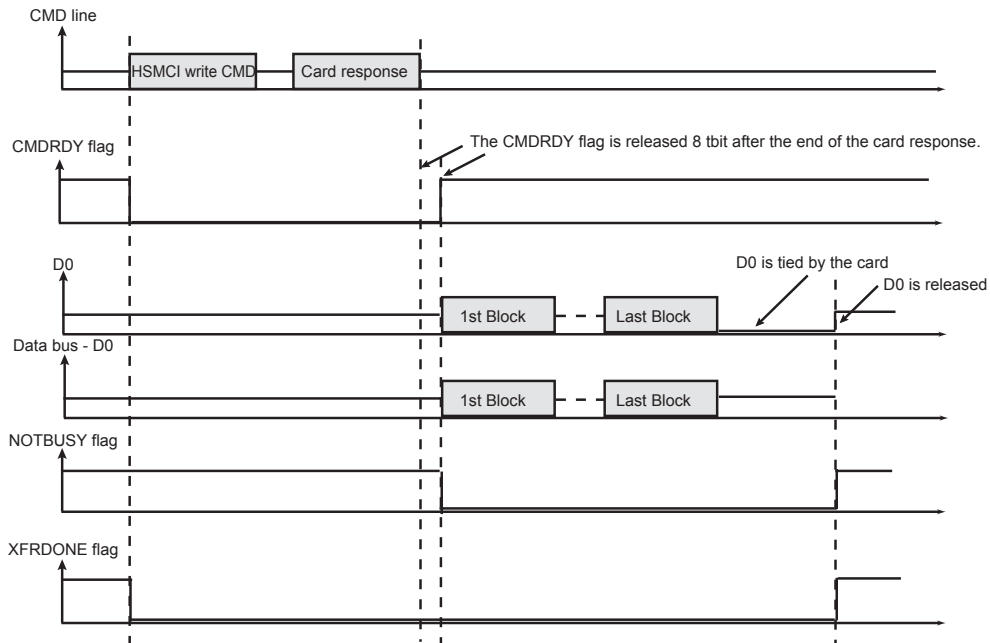 CMD line
HSMCI write CMD
Card response
CMDRDY flag
The CMDRDY flag is released 8 tbit after the end of the card response.
D0
D0 is tied by the card
D0 is released
1st Block
Last Block
Data bus - D0
1st Block
Last Block
NOTBUSY flag
XFRDONE flag